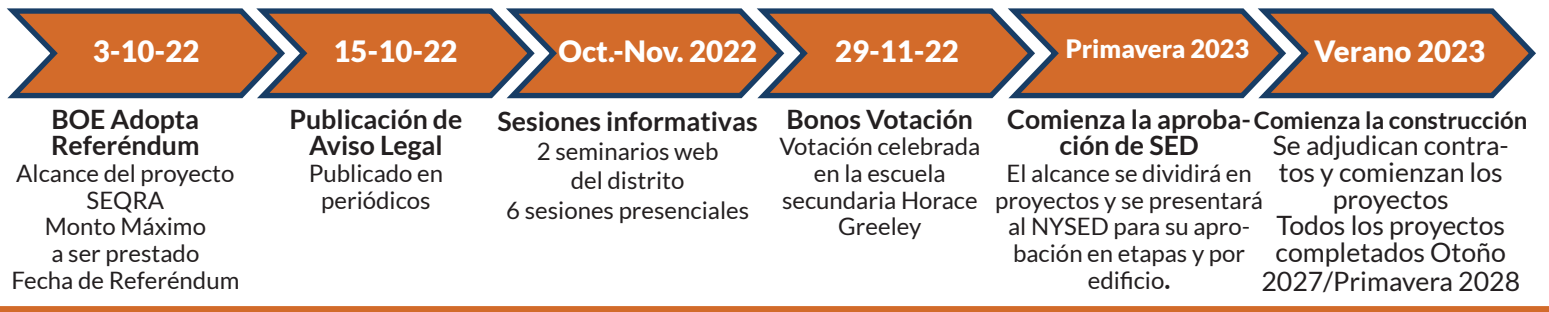 3-10-22
BOE Adopta
Referéndum
Alcance del proyecto
SEQRA
Monto Máximo
a ser prestado
Fecha de Referéndum
15-10-22
Publicación de
Aviso Legal
Publicado en
periódicos
Oct.-Nov. 2022
Sesiones informativas
2 seminarios web
del distrito
6 sesiones presenciales
29-11-22
Bonos Votación
Votación celebrada
en la escuela
secundaria Horace
Greeley
Primavera 2023
Comienza la aproba-
ción de SED
El alcance se dividirá en
proyectos y se presentará
al NYSED para su apro-
bación en etapas y por
edificio.
Verano 2023
Comienza la construcción
Se adjudican contra-
tos y comienzan los
proyectos
Todos los proyectos
completados Otoño
2027/Primavera 2028